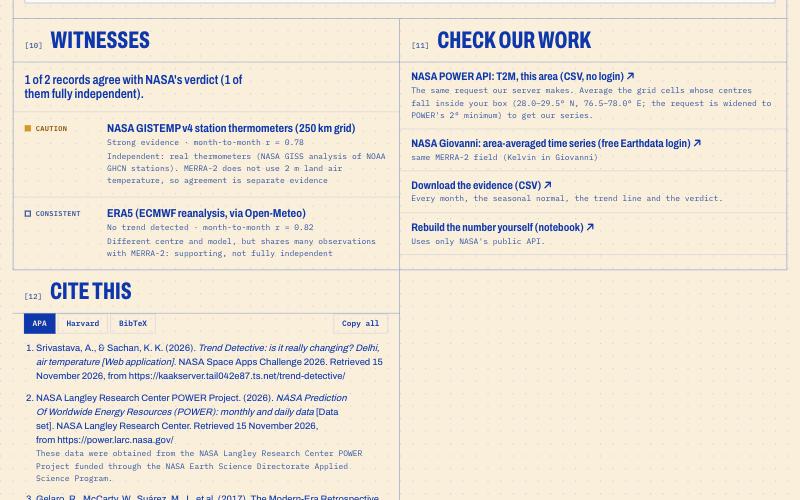 [10] WITNESSES
1 of 2 records agree with NASA's verdict (1 of
them fully independent).
CAUTION
NASA GISTEMP v4 station thermometers (250 km grid)
Strong evidence · month-to-month r = 0.78
Independent: real thermometers (NASA GISS analysis of NOAA
GHCN stations). MERRA-2 does not use 2 m land air
temperature, so agreement is separate evidence
CONSISTENT
ERA5 (ECMWF reanalysis, via Open-Meteo)
No trend detected · month-to-month r = 0.82
Different centre and model, but shares many observations
with MERRA-2: supporting, not fully independent
[11] CHECK OUR WORK
NASA POWER API: T2M, this area (CSV, no login) ↗
The same request our server makes. Average the grid cells whose centres
fall inside your box (28.0–29.5° N, 76.5–78.0° E; the request is widened to
POWER's 2° minimum) to get our series.
NASA Giovanni: area-averaged time series (free Earthdata login) ↗
same MERRA-2 field (Kelvin in Giovanni)
Download the evidence (CSV) ↗
Every month, the seasonal normal, the trend line and the verdict.
Rebuild the number yourself (notebook) ↗
Uses only NASA's public API.
[12] CITE THIS
APA Harvard BibTeX Copy all
1. Srivastava, A., & Sachan, K. K. (2026). Trend Detective: is it really changing? Delhi,
air temperature [Web application]. NASA Space Apps Challenge 2026. Retrieved 15
November 2026, from https://kaakserver.tail042e87.ts.net/trend-detective/
2. NASA Langley Research Center POWER Project. (2026). NASA Prediction
Of Worldwide Energy Resources (POWER): monthly and daily data [Data
set]. NASA Langley Research Center. Retrieved 15 November 2026,
from https://power.larc.nasa.gov/
These data were obtained from the NASA Langley Research Center POWER
Project funded through the NASA Earth Science Directorate Applied
Science Program.
3. Gelaro, R., McCarty, W., Suárez, M. J., et al. (2017). The Modern-Era Retrospective